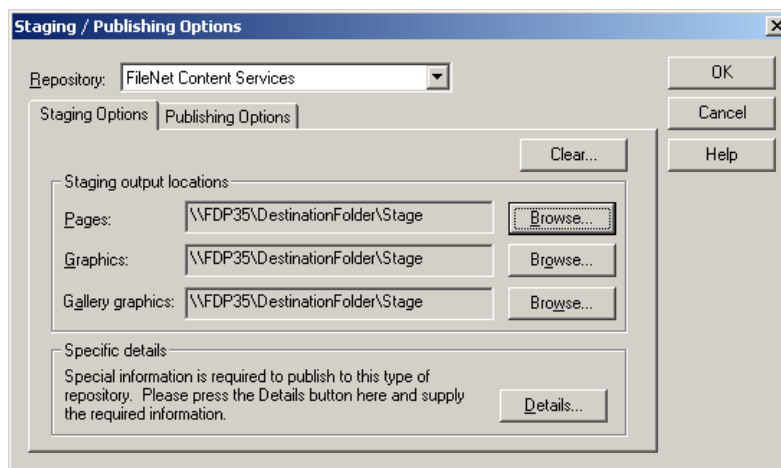 Staging / Publishing Options
Repository: FileNet Content Services
OK
Staging Options Publishing Options
Cancel
Clear...
Help
Staging output locations
Pages: \\FDP35\DestinationFolder\Stage Browse...
Graphics: \\FDP35\DestinationFolder\Stage Browse...
Gallery graphics: \\FDP35\DestinationFolder\Stage Browse...
Specific details
Special information is required to publish to this type of
repository. Please press the Details button here and supply
the required information.
Details...